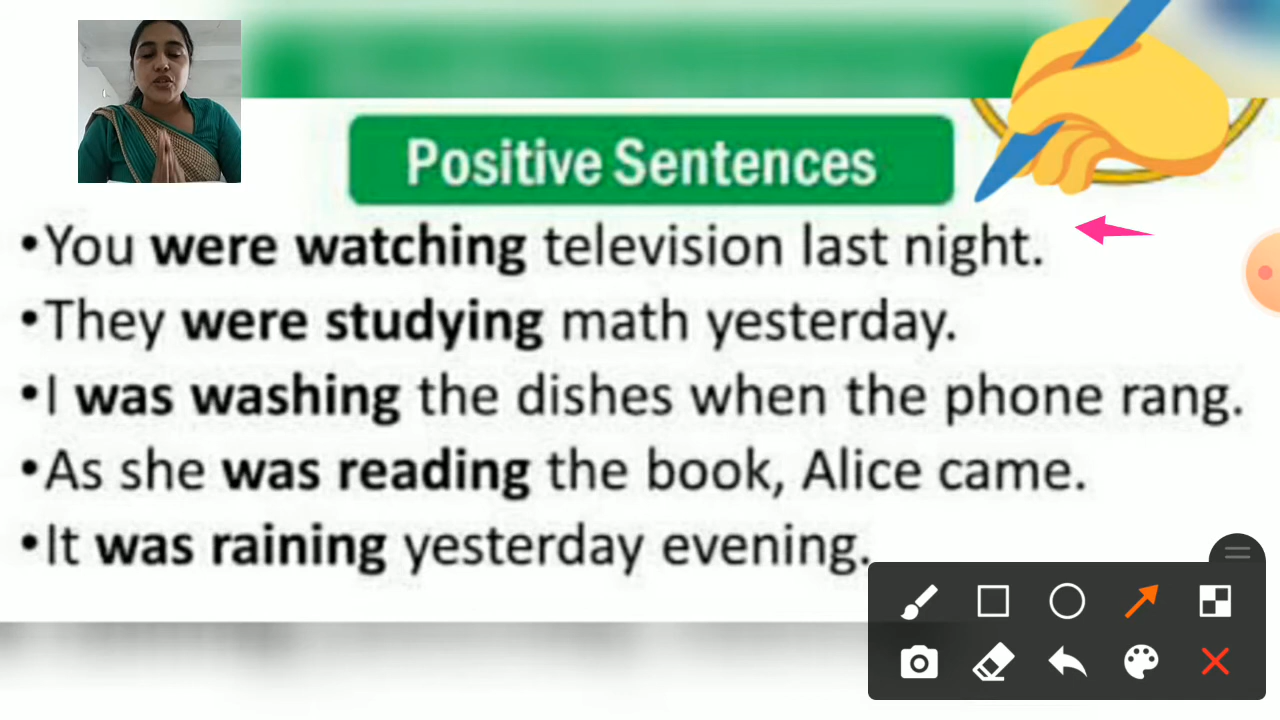 Positive Sentences
•You were watching television last night.
•They were studying math yesterday.
•I was washing the dishes when the phone rang.
•As she was reading the book, Alice came.
•It was raining yesterday evening.